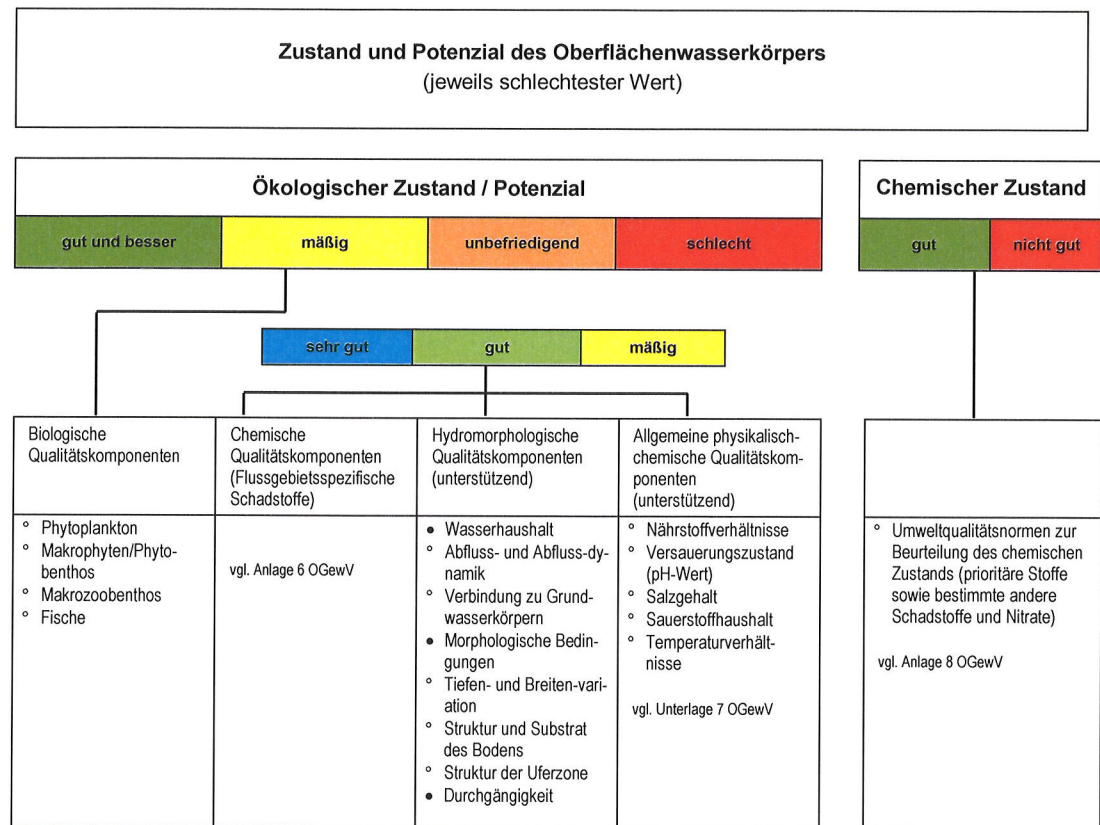 Zustand und Potenzial des Oberflächenwasserkörpers
(jeweils schlechtester Wert)
Ökologischer Zustand / Potenzial
gut und besser
mäßig
unbefriedigend
schlecht
Chemischer Zustand
gut
nicht gut
sehr gut
gut
mäßig
Biologische
Qualitätskomponenten
° Phytoplankton
° Makrophyten/Phyto-
benthos
° Makrozoobenthos
° Fische
Chemische
Qualitätskomponenten
(Flussgebietsspezifische
Schadstoffe)
vgl. Anlage 6 OGewV
Hydromorphologische
Qualitätskomponenten
(unterstützend)
• Wasserhaushalt
° Abfluss- und Abfluss-dy-
namik
° Verbindung zu Grund-
wasserkörpern
• Morphologische Bedin-
gungen
° Tiefen- und Breiten-vari-
ation
° Struktur und Substrat
des Bodens
° Struktur der Uferzone
• Durchgängigkeit
Allgemeine physikalisch-
chemische Qualitätskom-
ponenten
(unterstützend)
° Nährstoffverhältnisse
° Versauerungszustand
(pH-Wert)
° Salzgehalt
° Sauerstoffhaushalt
° Temperaturverhält-
nisse
vgl. Unterlage 7 OGewV
° Umweltqualitätsnormen zur
Beurteilung des chemischen
Zustands (prioritäre Stoffe
sowie bestimmte andere
Schadstoffe und Nitrate)
vgl. Anlage 8 OGewV